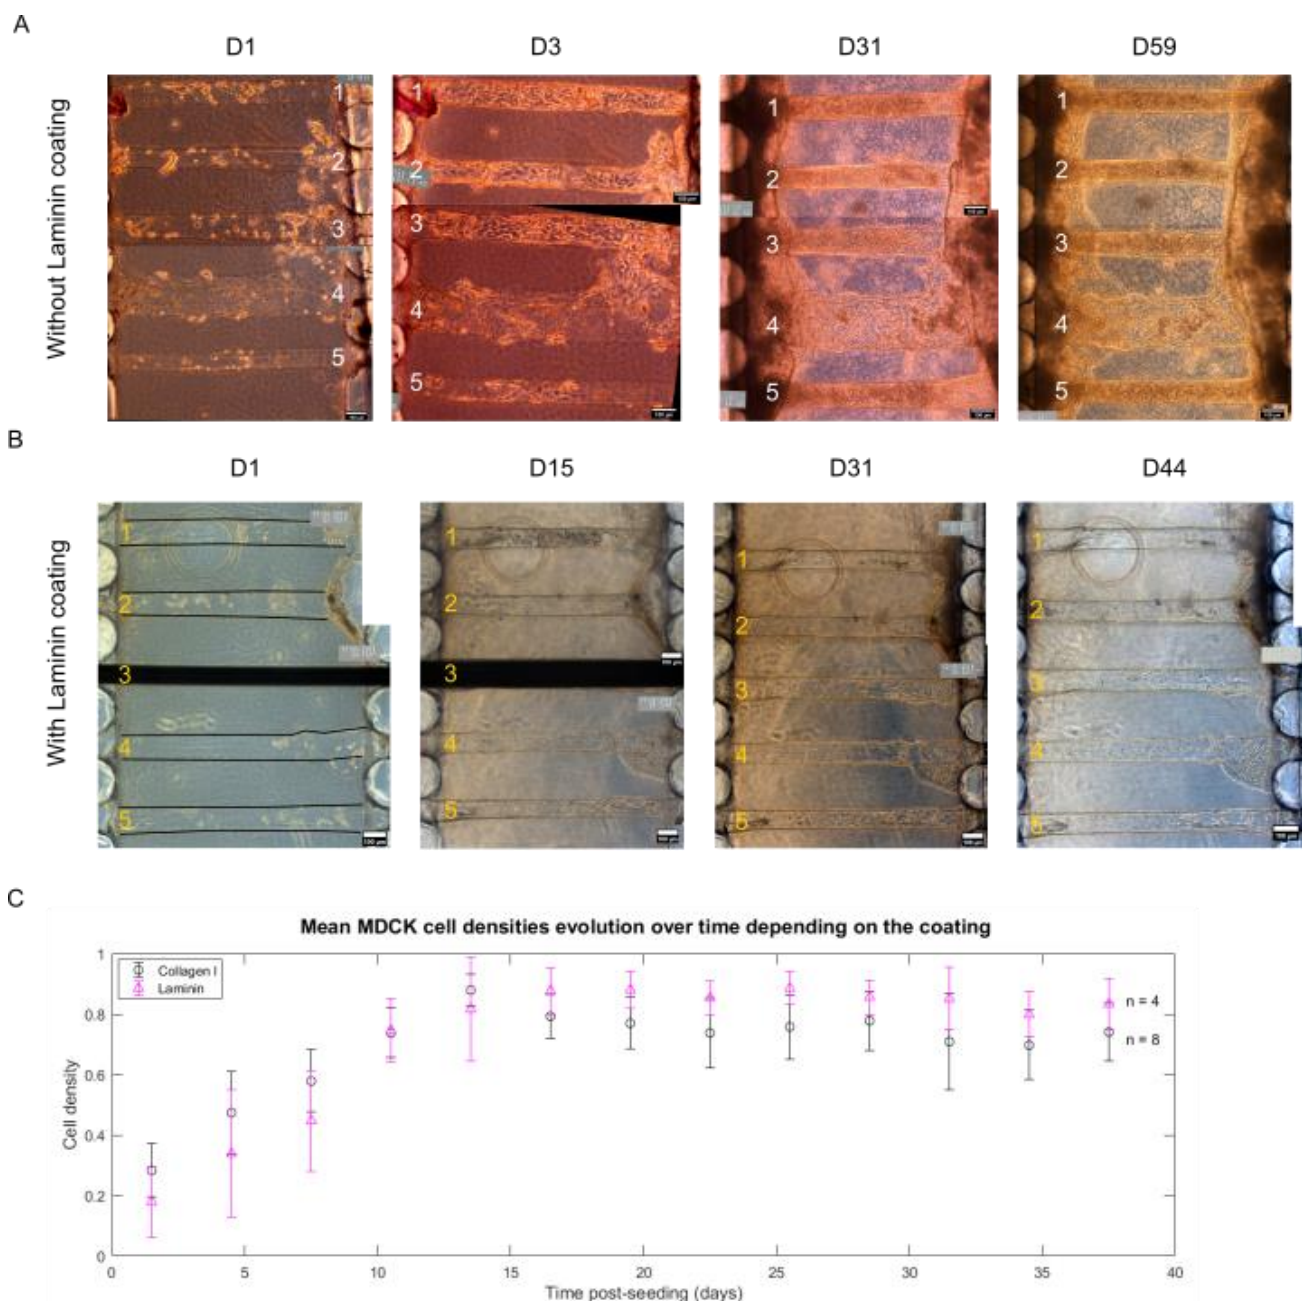 A
D1 D3 D31 D59
Without Laminin coating
1 1 1 1
2 2 2 2
3 3 3 3
4 4 4 4
5 5 5 5
100 µm
B
D1 D15 D31 D44
With Laminin coating
1 1 1 1
2 2 2 2
3 3 3 3
4 4 4 4
5 5 5 5
100 µm
C
Mean MDCK cell densities evolution over time depending on the coating
Collagen I
Laminin
n = 4
n = 8
Cell density
1
0.8
0.6
0.4
0.2
0
0 5 10 15 20 25 30 35 40
Time post-seeding (days)